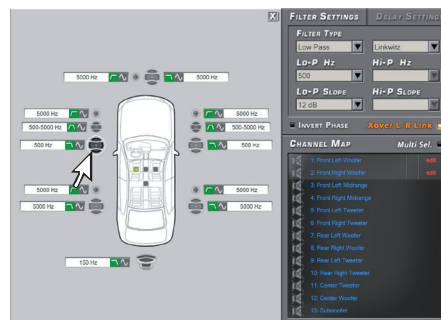 X
FILTER SETTINGS
DELAY SETTINGS
FILTER TYPE
Low Pass
Linkwitz
LO-P HZ
HI-P HZ
500
LO-P SLOPE
HI-P SLOPE
12 dB
INVERT PHASE
Xover L-R Link
CHANNEL MAP
Multi Sel.
1: Front Left Woofer edit
2: Front Right Woofer edit
3: Front Left Midrange
4: Front Right Midrange
5: Front Left Tweeter
6: Front Right Tweeter
7: Rear Left Woofer
8: Rear Right Woofer
9: Rear Left Tweeter
10: Rear Right Tweeter
11: Center Tweeter
12: Center Woofer
13: Subwoofer
5000 Hz
5000 Hz
5000 Hz
5000 Hz
500-5000 Hz
500-5000 Hz
500 Hz
500 Hz
5000 Hz
5000 Hz
5000 Hz
5000 Hz
150 Hz